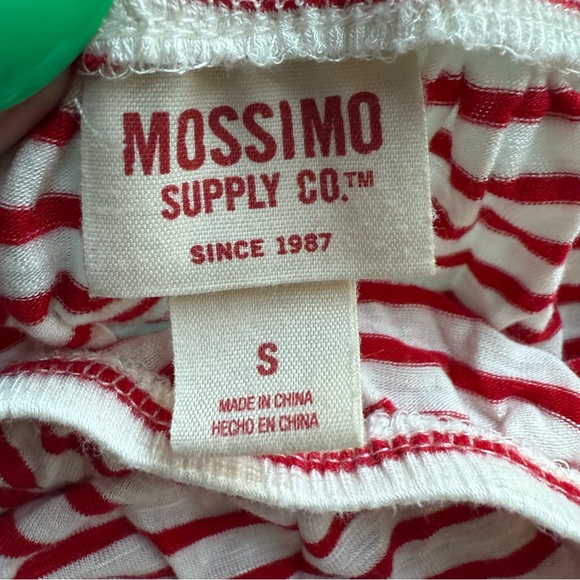 MOSSIMO
SUPPLY CO.™
SINCE 1987
S
MADE IN CHINA
HECHO EN CHINA